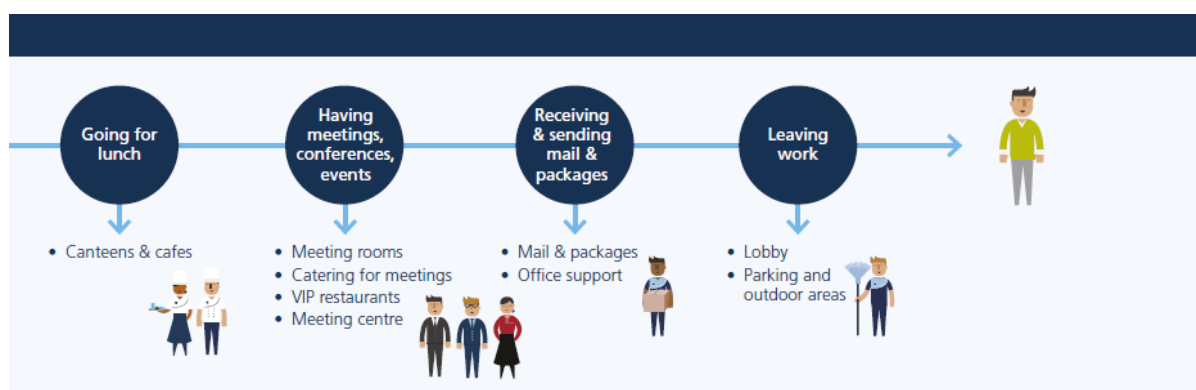 Going for
lunch
Having
meetings,
conferences,
events
Receiving
& sending
mail &
packages
Leaving
work
• Canteens & cafes
• Meeting rooms
• Catering for meetings
• VIP restaurants
• Meeting centre
• Mail & packages
• Office support
• Lobby
• Parking and
outdoor areas